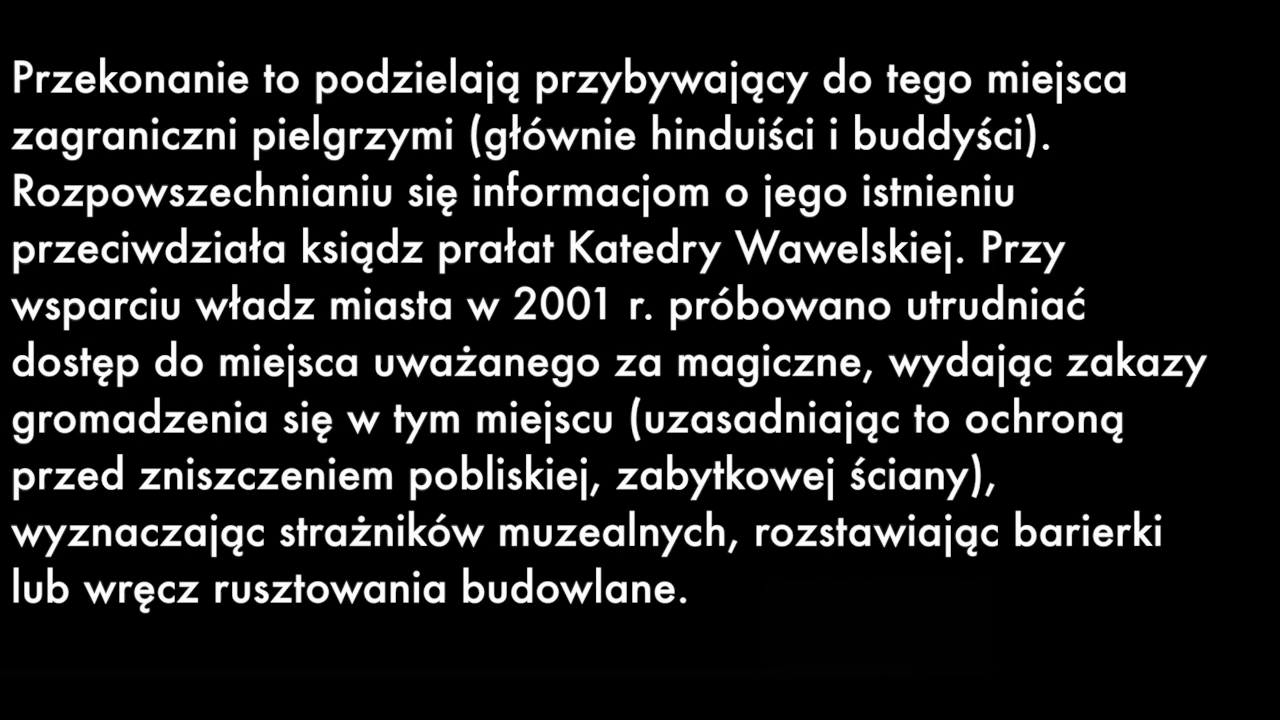 Przekonanie to podzielają przybywający do tego miejsca
zagraniczni pielgrzymi (głównie hinduiści i buddyści).
Rozpowszechnianiu się informacjom o jego istnieniu
przeciwdziała ksiądz prałat Katedry Wawelskiej. Przy
wsparciu władz miasta w 2001 r. próbowano utrudniać
dostęp do miejsca uważanego za magiczne, wydając zakazy
gromadzenia się w tym miejscu (uzasadniając to ochroną
przed zniszczeniem pobliskiej, zabytkowej ściany),
wyznaczając strażników muzealnych, rozstawiając barierki
lub wręcz rusztowania budowlane.